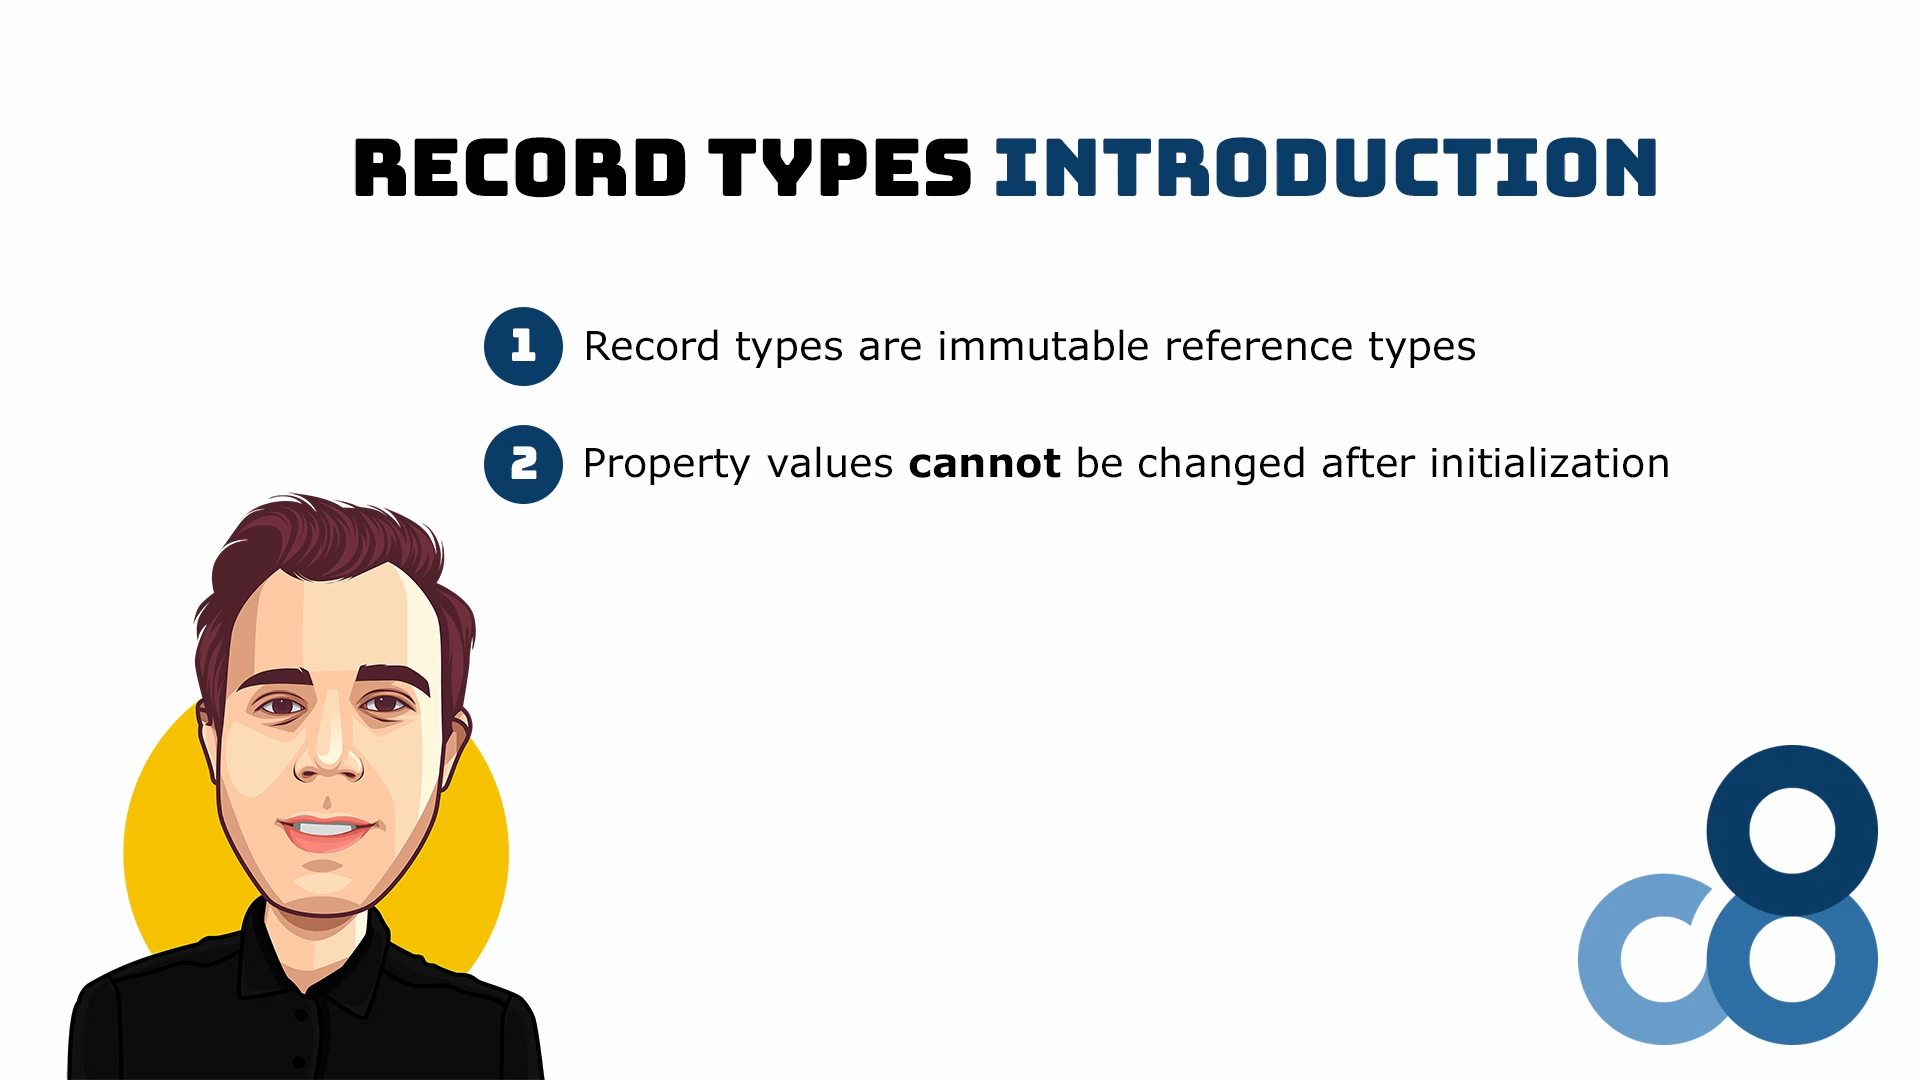 RECORD TYPES INTRODUCTION
1 Record types are immutable reference types
2 Property values cannot be changed after initialization